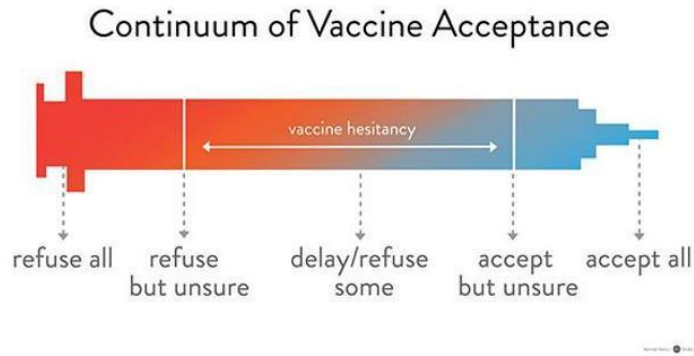 Continuum of Vaccine Acceptance
vaccine hesitancy
refuse all
refuse
but unsure
delay/refuse
some
accept
but unsure
accept all